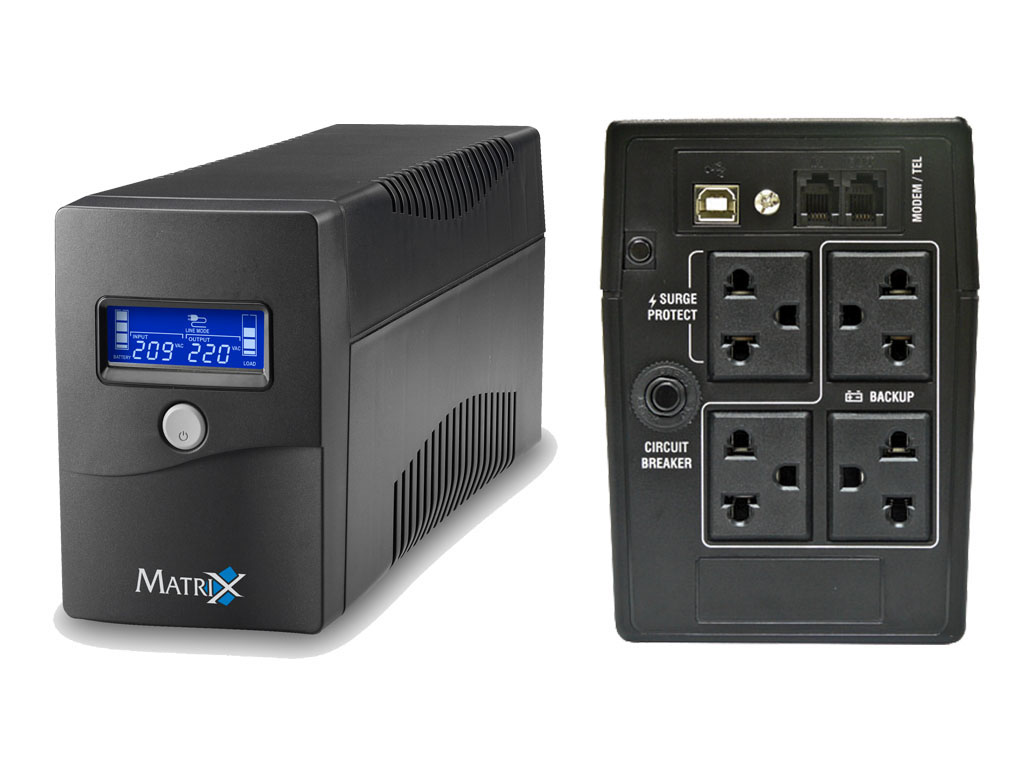 LINE MODE
INPUT
OUTPUT
209 VAC 220 VAC
BATTERY
LOAD
MATRIX
MODEM / TEL
SURGE
PROTECT
BACKUP
CIRCUIT
BREAKER